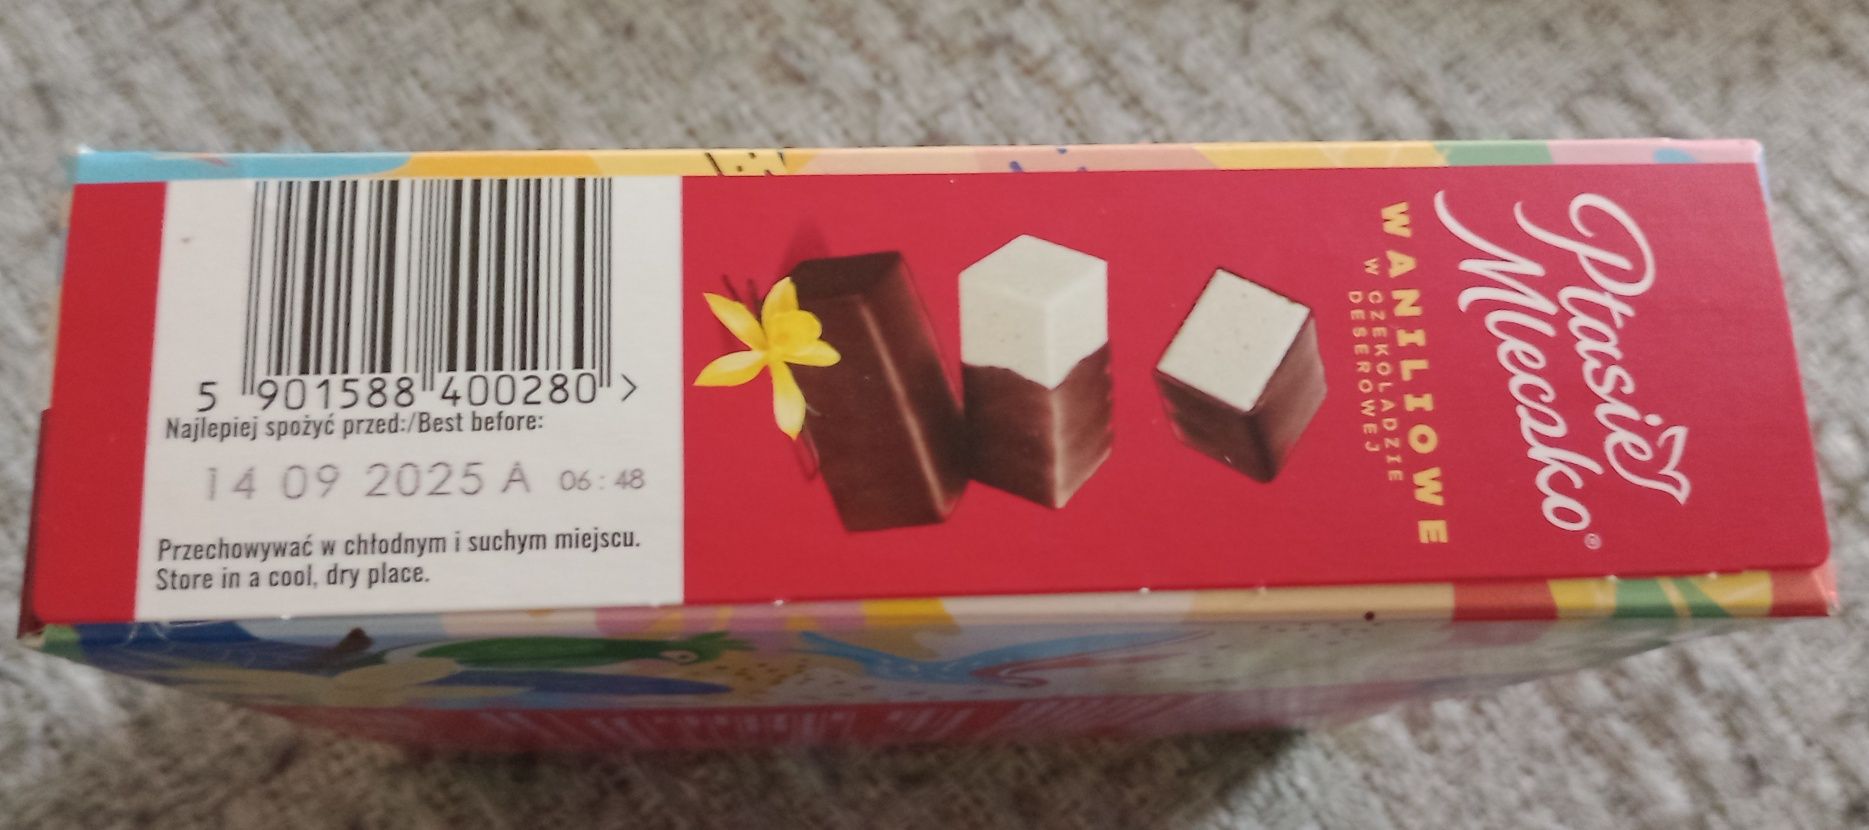 5 901588 400280 >
Najlepiej spożyć przed:/Best before:
14 09 2025 A 06:48
Przechowywać w chłodnym i suchym miejscu.
Store in a cool, dry place.
Ptasie
Mleczko®
WANILIOWE
W CZEKOLADZIE
DESEROWEJ